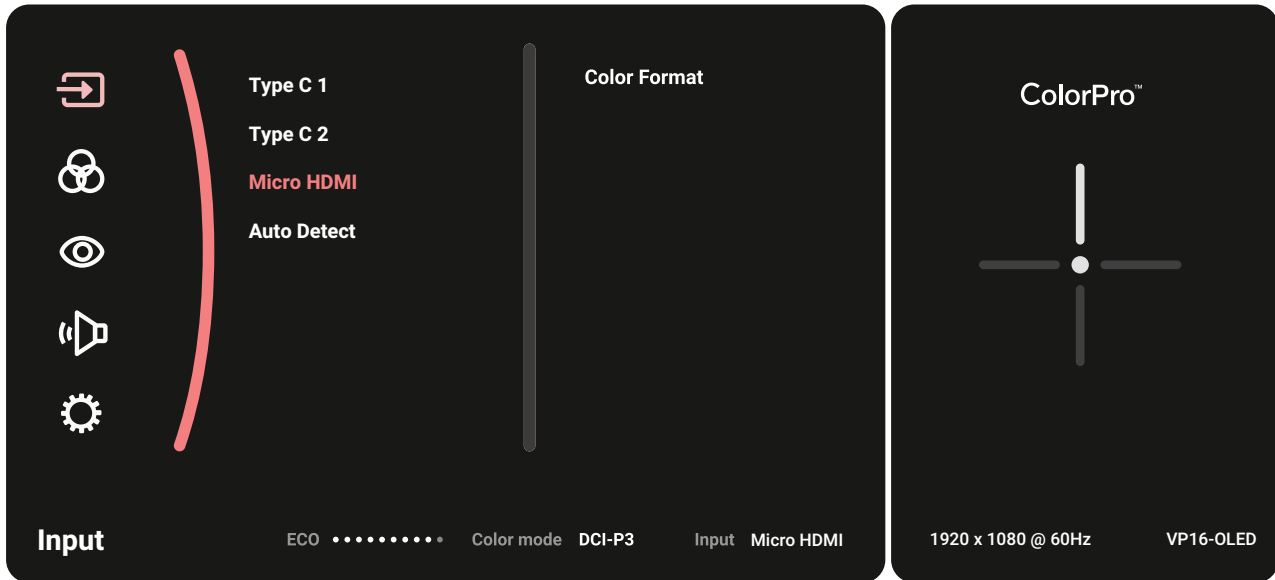 Type C 1
Type C 2
Micro HDMI
Auto Detect
Color Format
Input
ECO
Color mode DCI-P3
Input Micro HDMI
ColorPro™
1920 x 1080 @ 60Hz
VP16-OLED